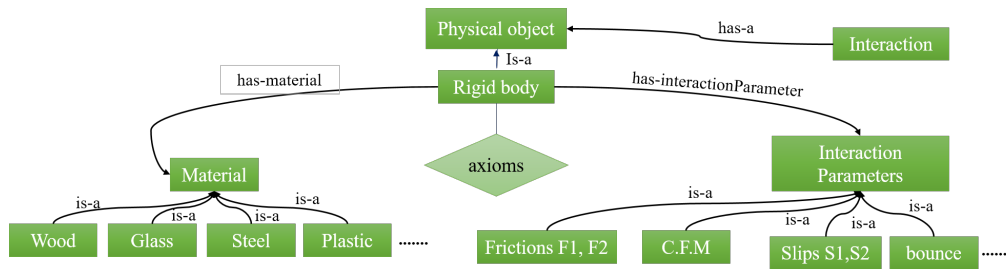 Physical object
has-a
Interaction
Is-a
has-material
Rigid body
has-interactionParameter
axioms
Material
Interaction
Parameters
is-a
is-a
is-a
is-a
is-a
is-a
is-a
is-a
Wood
Glass
Steel
Plastic
.......
Frictions F1, F2
C.F.M
Slips S1,S2
bounce
......